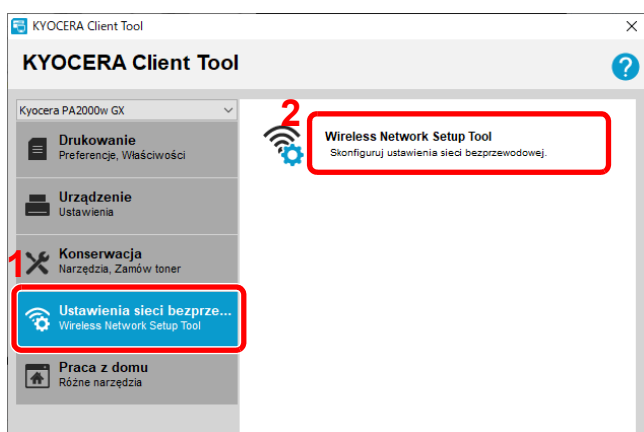 KYOCERA Client Tool
KYOCERA Client Tool
?
Kyocera PA2000w GX
Drukowanie
Preferencje, Właściwości
Urządzenie
Ustawienia
1
Konserwacja
Narzędzia, Zamów toner
Ustawienia sieci bezprze...
Wireless Network Setup Tool
Praca z domu
Różne narzędzia
2
Wireless Network Setup Tool
Skonfiguruj ustawienia sieci bezprzewodowej.